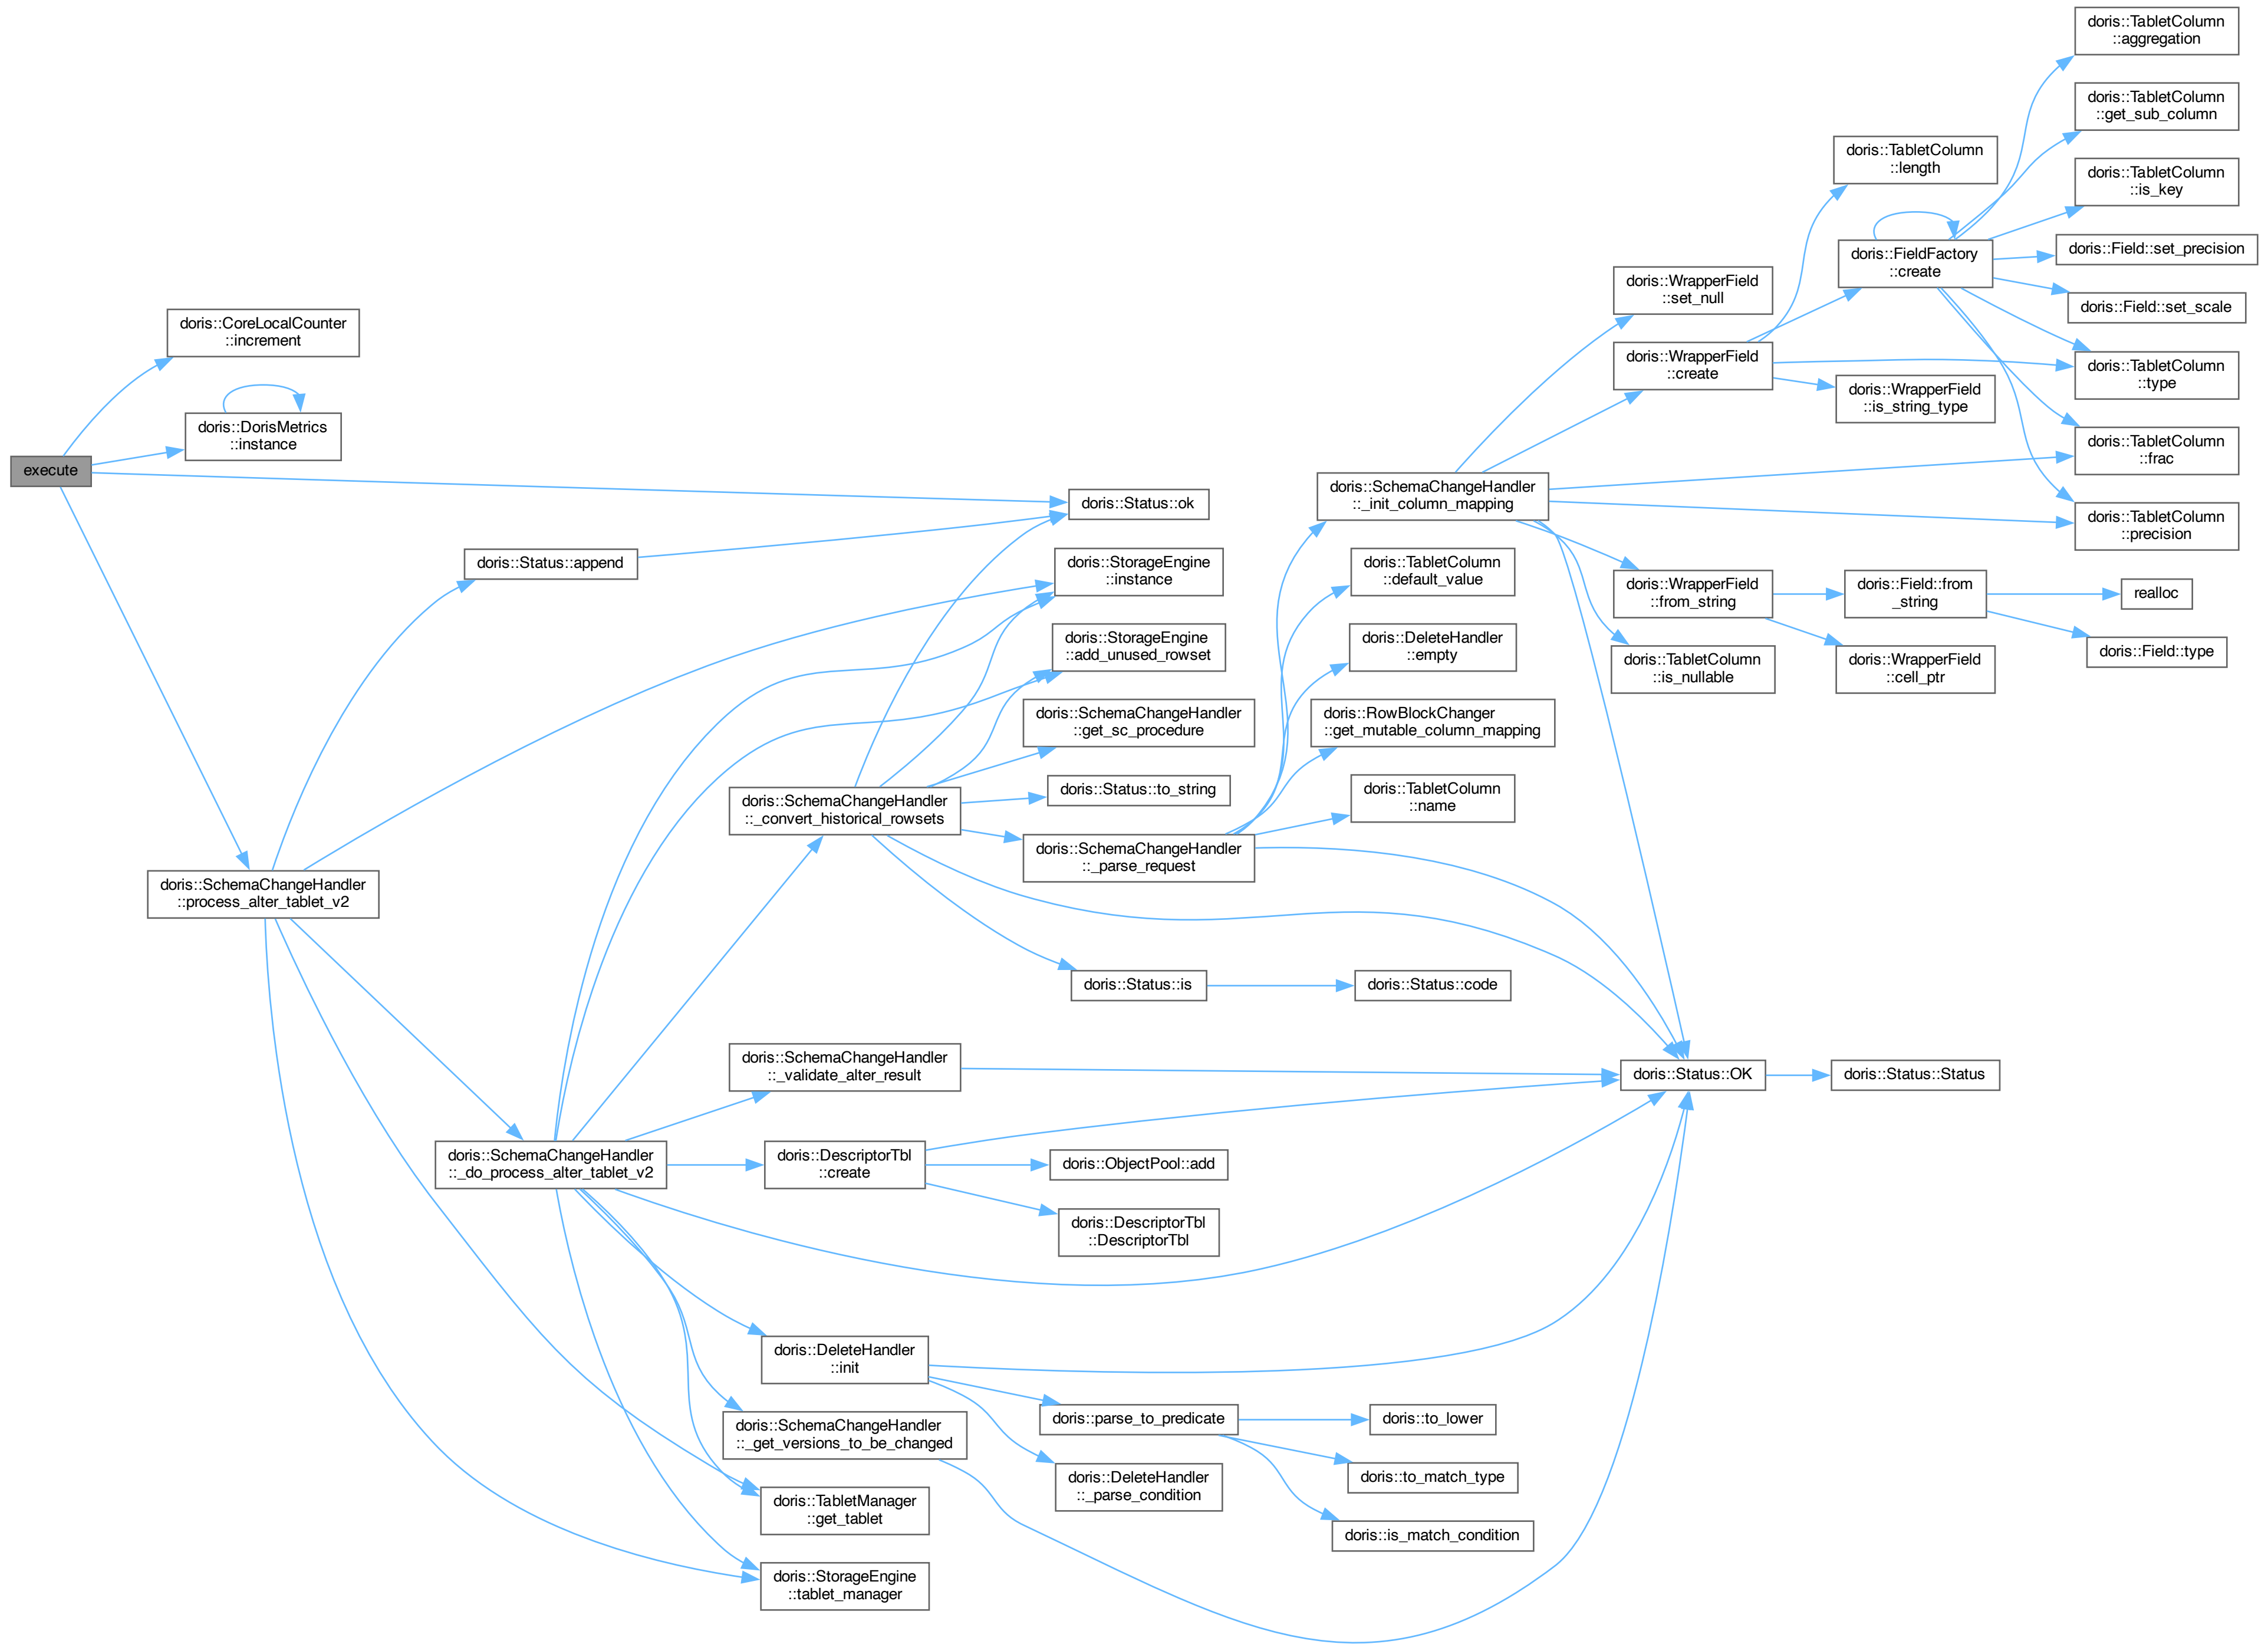 execute
doris::CoreLocalCounter
::increment
doris::DorisMetrics
::instance
doris::SchemaChangeHandler
::process_alter_tablet_v2
doris::Status::append
doris::SchemaChangeHandler
::_do_process_alter_tablet_v2
doris::SchemaChangeHandler
::_convert_historical_rowsets
doris::SchemaChangeHandler
::_validate_alter_result
doris::DescriptorTbl
::create
doris::DeleteHandler
::init
doris::SchemaChangeHandler
::_get_versions_to_be_changed
doris::TabletManager
::get_tablet
doris::StorageEngine
::tablet_manager
doris::Status::ok
doris::StorageEngine
::instance
doris::StorageEngine
::add_unused_rowset
doris::SchemaChangeHandler
::get_sc_procedure
doris::Status::to_string
doris::SchemaChangeHandler
::_parse_request
doris::Status::is
doris::ObjectPool::add
doris::DescriptorTbl
::DescriptorTbl
doris::parse_to_predicate
doris::DeleteHandler
::_parse_condition
doris::SchemaChangeHandler
::_init_column_mapping
doris::TabletColumn
::default_value
doris::DeleteHandler
::empty
doris::RowBlockChanger
::get_mutable_column_mapping
doris::TabletColumn
::name
doris::Status::code
doris::to_lower
doris::to_match_type
doris::is_match_condition
doris::WrapperField
::set_null
doris::WrapperField
::create
doris::WrapperField
::from_string
doris::TabletColumn
::is_nullable
doris::Status::OK
doris::TabletColumn
::length
doris::FieldFactory
::create
doris::WrapperField
::is_string_type
doris::Field::from
_string
doris::WrapperField
::cell_ptr
doris::Status::Status
doris::TabletColumn
::aggregation
doris::TabletColumn
::get_sub_column
doris::TabletColumn
::is_key
doris::Field::set_precision
doris::Field::set_scale
doris::TabletColumn
::type
doris::TabletColumn
::frac
doris::TabletColumn
::precision
realloc
doris::Field::type